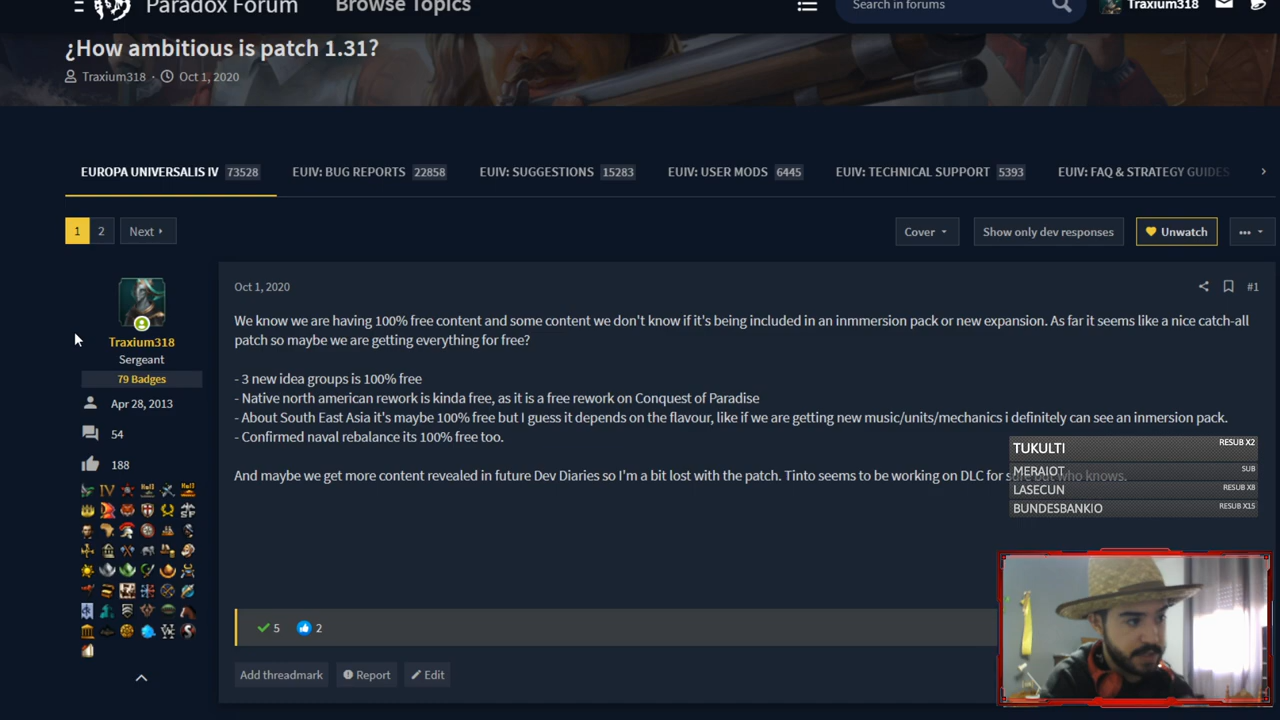 Paradox Forum
Browse Topics
Search in forums
Traxium318
¿How ambitious is patch 1.31?
Traxium318 · Oct 1, 2020
EUROPA UNIVERSALIS IV 73528
EUIV: BUG REPORTS 22858
EUIV: SUGGESTIONS 15283
EUIV: USER MODS 6445
EUIV: TECHNICAL SUPPORT 5393
EUIV: FAQ & STRATEGY GUIDES
1 2 Next
Cover
Show only dev responses
Unwatch
Traxium318
Sergeant
79 Badges
Apr 28, 2013
54
188
Oct 1, 2020
#1
We know we are having 100% free content and some content we don't know if it's being included in an inmmersion pack or new expansion. As far it seems like a nice catch-all
patch so maybe we are getting everything for free?
- 3 new idea groups is 100% free
- Native north american rework is kinda free, as it is a free rework on Conquest of Paradise
- About South East Asia it's maybe 100% free but I guess it depends on the flavour, like if we are getting new music/units/mechanics i definitely can see an inmersion pack.
- Confirmed naval rebalance its 100% free too.
And maybe we get more content revealed in future Dev Diaries so I'm a bit lost with the patch. Tinto seems to be working on DLC for sure but who knows.
TUKULTI RESUB X2
MERAIOT SUB
LASECUN RESUB X8
BUNDESBANKIO RESUB X15
5 2
Add threadmark
Report
Edit